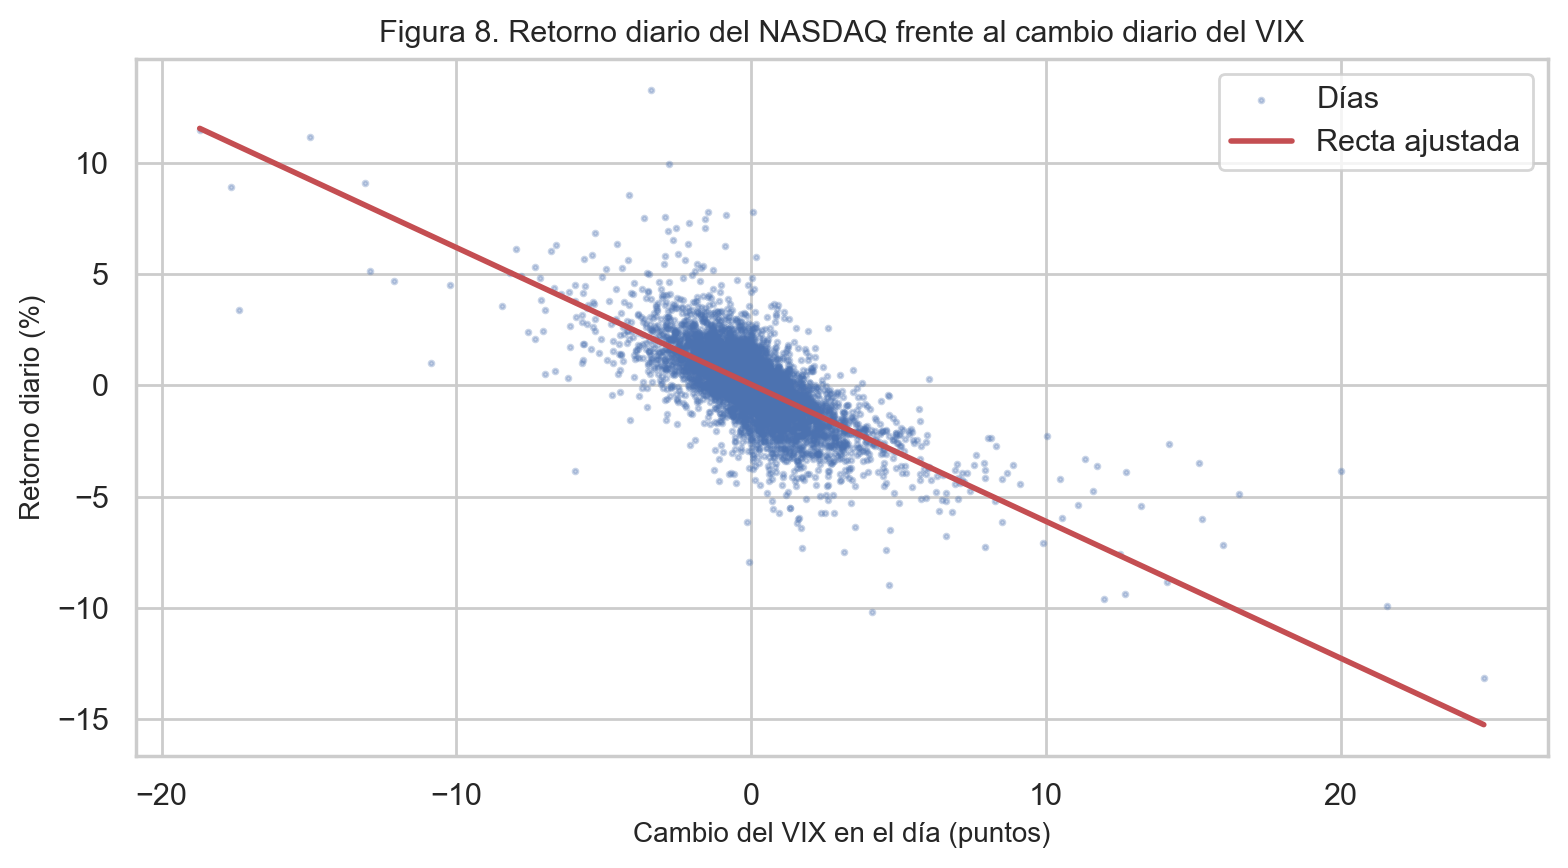 Figura 8. Retorno diario del NASDAQ frente al cambio diario del VIX
Días
Recta ajustada
Retorno diario (%)
10
5
0
−5
−10
−15
−20
−10
0
10
20
Cambio del VIX en el día (puntos)